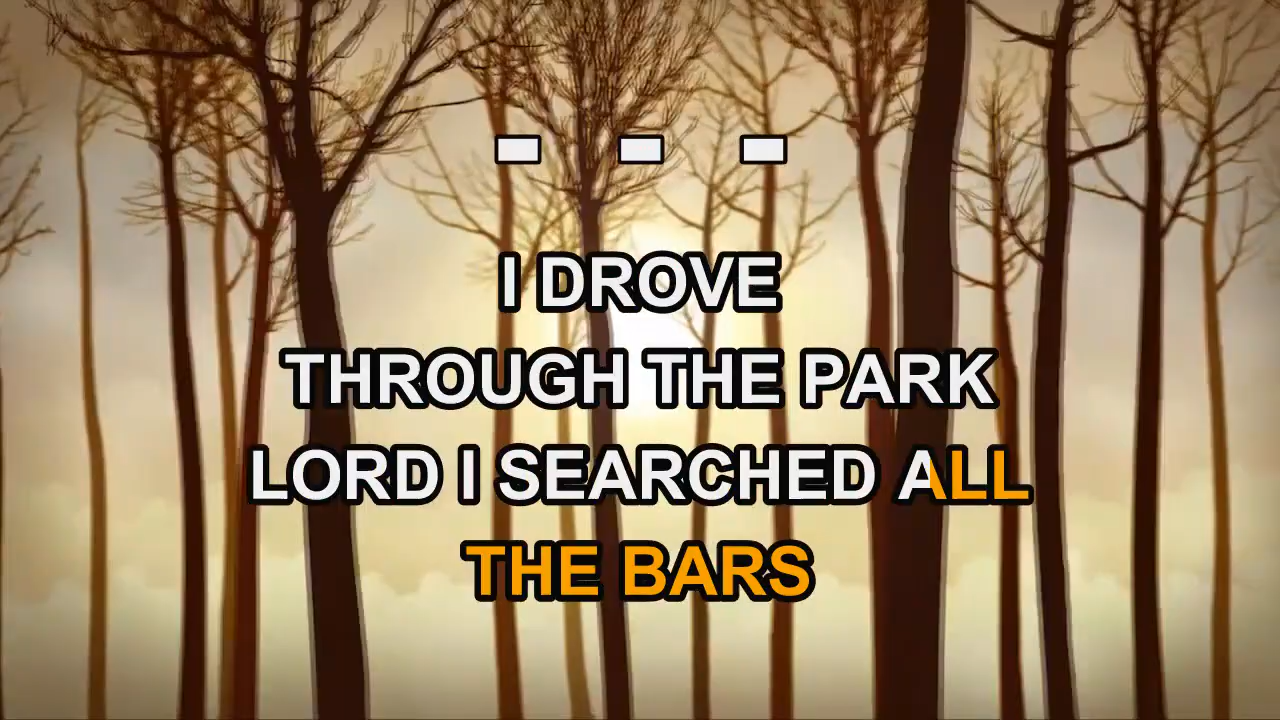 - - -
I DROVE
THROUGH THE PARK
LORD I SEARCHED ALL
THE BARS